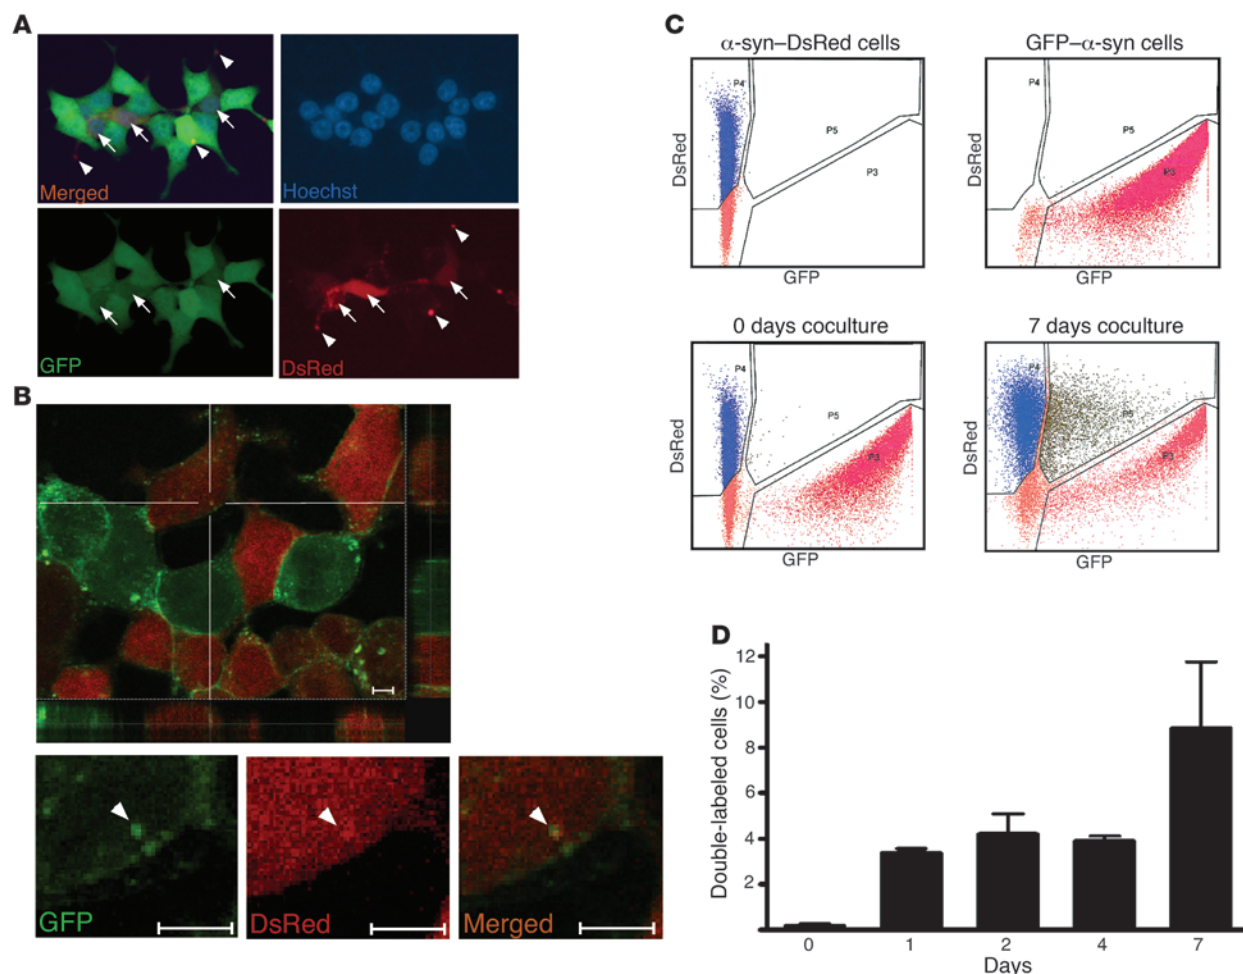 A
Merged
Hoechst
GFP
DsRed
B
GFP
DsRed
Merged
C
α-syn–DsRed cells
GFP–α-syn cells
P4
P5
P3
DsRed
GFP
P4
P5
P3
DsRed
GFP
0 days coculture
7 days coculture
P4
P5
P3
DsRed
GFP
P4
P5
P3
DsRed
GFP
D
Double-labeled cells (%)
12
10
8
6
4
2
0
1
2
4
7
Days